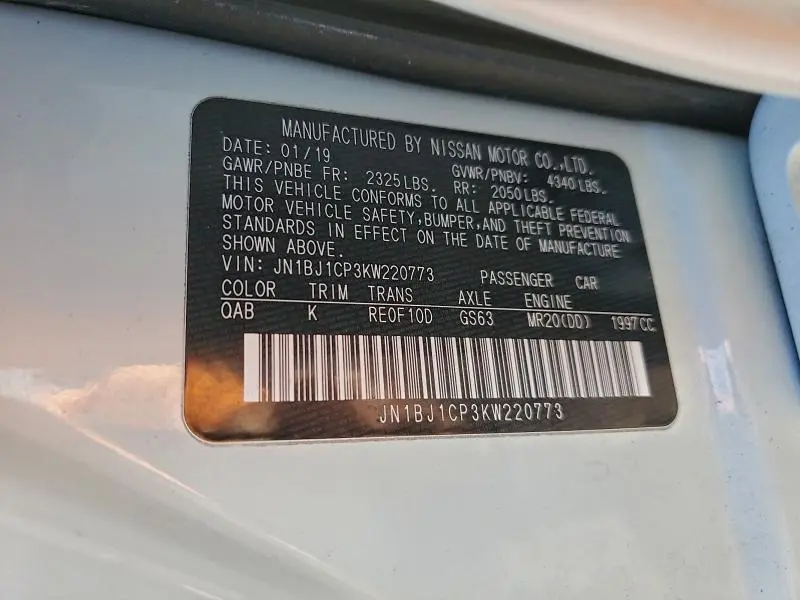 MANUFACTURED BY NISSAN MOTOR CO.,LTD.
DATE: 01/19 GVWR/PNBV: 4340 LBS.
GAWR/PNBE FR: 2325LBS. RR: 2050LBS.
THIS VEHICLE CONFORMS TO ALL APPLICABLE FEDERAL
MOTOR VEHICLE SAFETY,BUMPER,AND THEFT PREVENTION
STANDARDS IN EFFECT ON THE DATE OF MANUFACTURE
SHOWN ABOVE.
VIN: JN1BJ1CP3KW220773 PASSENGER CAR
COLOR TRIM TRANS AXLE ENGINE
QAB K RE0F10D GS63 MR20(DD) 1997CC
JN1BJ1CP3KW220773